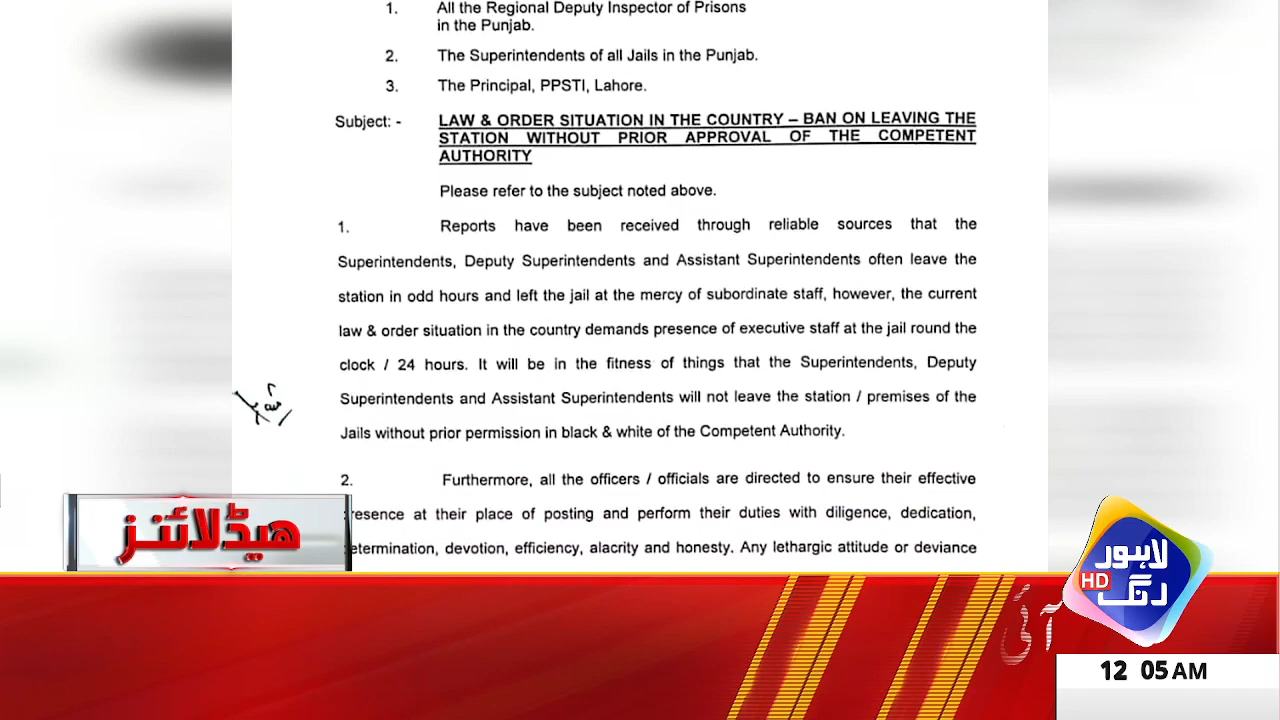 1. All the Regional Deputy Inspector of Prisons
in the Punjab.
2. The Superintendents of all Jails in the Punjab.
3. The Principal, PPSTI, Lahore.
Subject: - LAW & ORDER SITUATION IN THE COUNTRY – BAN ON LEAVING THE
STATION WITHOUT PRIOR APPROVAL OF THE COMPETENT
AUTHORITY
Please refer to the subject noted above.
1. Reports have been received through reliable sources that the
Superintendents, Deputy Superintendents and Assistant Superintendents often leave the
station in odd hours and left the jail at the mercy of subordinate staff, however, the current
law & order situation in the country demands presence of executive staff at the jail round the
clock / 24 hours. It will be in the fitness of things that the Superintendents, Deputy
Superintendents and Assistant Superintendents will not leave the station / premises of the
Jails without prior permission in black & white of the Competent Authority.
2. Furthermore, all the officers / officials are directed to ensure their effective
resence at their place of posting and perform their duties with diligence, dedication,
etermination, devotion, efficiency, alacrity and honesty. Any lethargic attitude or deviance
ہیڈلائنز
لاہور
HD رنگ
آئی
12 05 AM